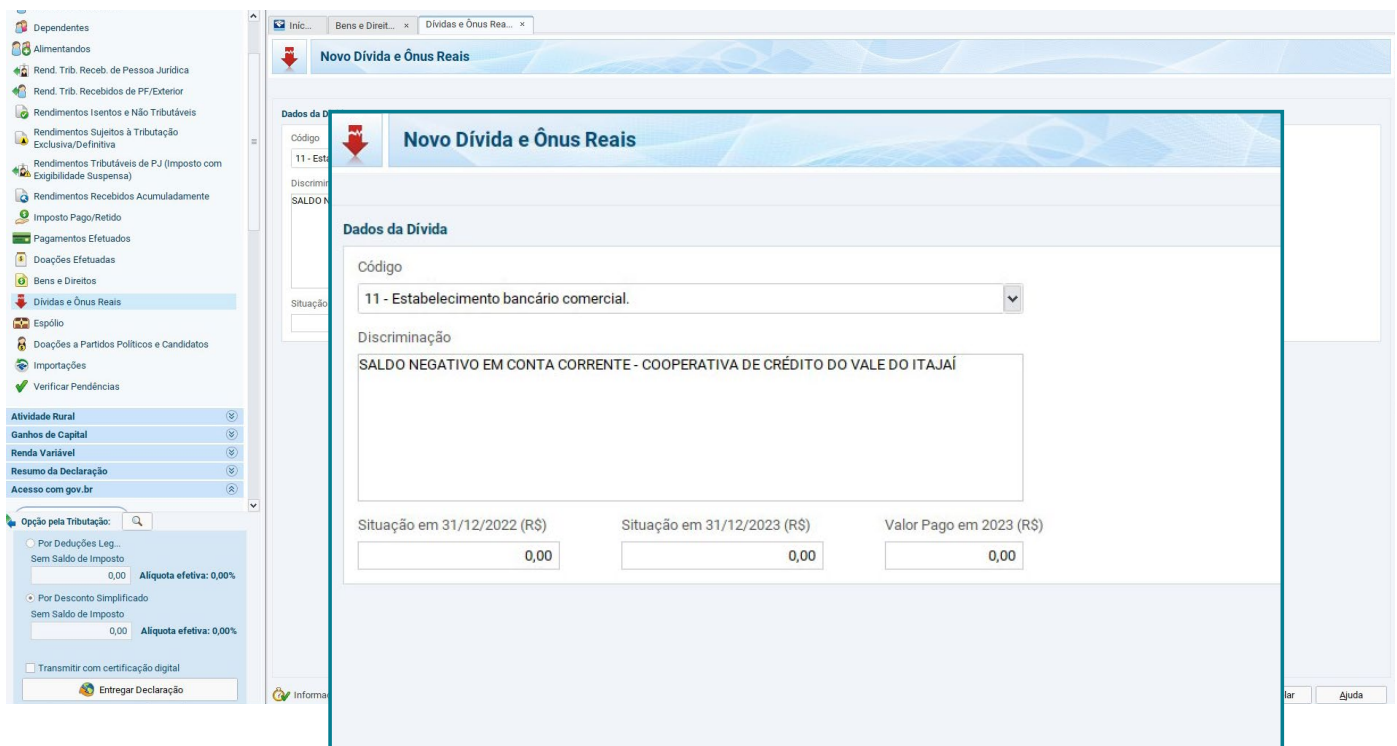 Dependentes
Alimentandos
Rend. Trib. Receb. de Pessoa Jurídica
Rend. Trib. Recebidos de PF/Exterior
Rendimentos Isentos e Não Tributáveis
Rendimentos Sujeitos à Tributação
Exclusiva/Definitiva
Rendimentos Tributáveis de PJ (Imposto com
Exigibilidade Suspensa)
Rendimentos Recebidos Acumuladamente
Imposto Pago/Retido
Pagamentos Efetuados
Doações Efetuadas
Bens e Direitos
Dívidas e Ônus Reais
Espólio
Doações a Partidos Políticos e Candidatos
Importações
Verificar Pendências
Atividade Rural
Ganhos de Capital
Renda Variável
Resumo da Declaração
Acesso com gov.br
Opção pela Tributação:
Por Deduções Leg...
Sem Saldo de Imposto
0,00 Alíquota efetiva: 0,00%
Por Desconto Simplificado
Sem Saldo de Imposto
0,00 Alíquota efetiva: 0,00%
Transmitir com certificação digital
Entregar Declaração
Iníc... Bens e Direit... × Dívidas e Ônus Rea... ×
Novo Dívida e Ônus Reais
Dados da D
Código
11 - Est
Discrimin
SALDO N
Situação
Informa
lar Ajuda
Novo Dívida e Ônus Reais
Dados da Dívida
Código
11 - Estabelecimento bancário comercial.
Discriminação
SALDO NEGATIVO EM CONTA CORRENTE - COOPERATIVA DE CRÉDITO DO VALE DO ITAJAÍ
Situação em 31/12/2022 (R$) Situação em 31/12/2023 (R$) Valor Pago em 2023 (R$)
0,00 0,00 0,00